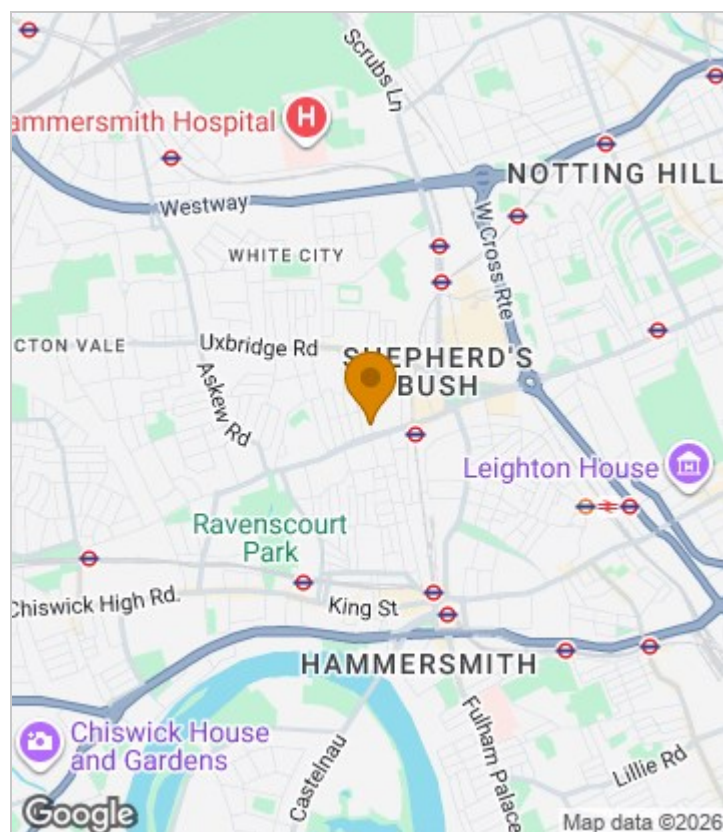 Scrubs Ln
ammersmith Hospital
H
NOTTING HILL
Westway
W Cross Rte
WHITE CITY
CTON VALE
Uxbridge Rd
SHEPHERD'S
BUSH
Askew Rd
Leighton House
Ravenscourt
Park
Chiswick High Rd.
King St
HAMMERSMITH
Chiswick House
and Gardens
Castelnau
Fulham Palace
Lillie Rd
Google
Map data ©2026